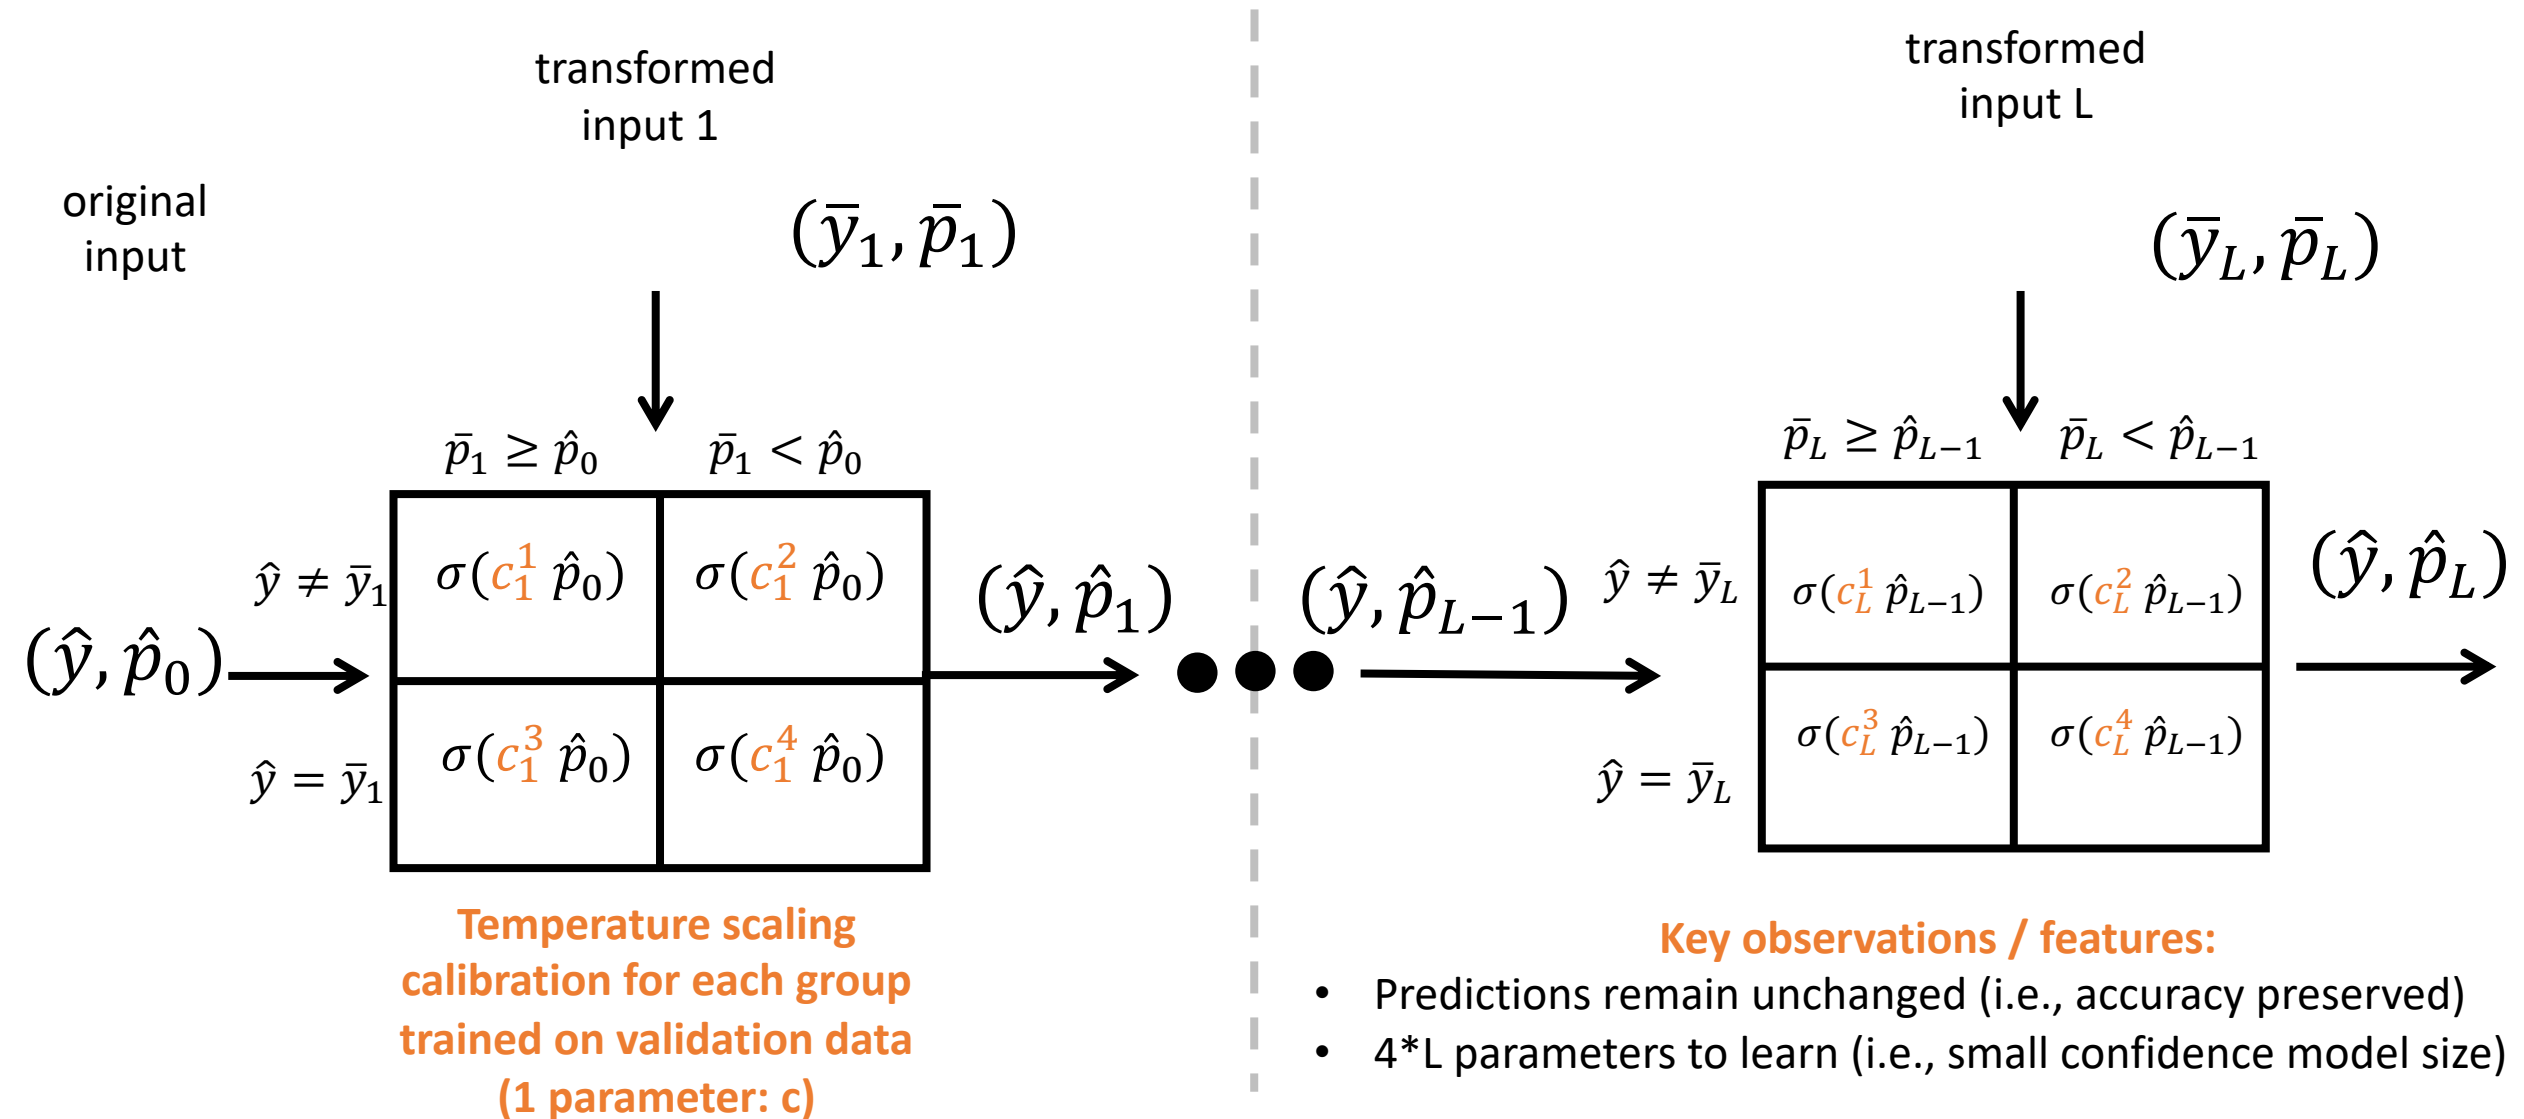 transformed
input 1
original
input
(ȳ₁, p̄₁)
p̄₁ ≥ p̂₀
p̄₁ < p̂₀
ŷ ≠ ȳ₁
σ(c₁¹ p̂₀)
σ(c₁² p̂₀)
(ŷ, p̂₀)
(ŷ, p̂₁)
ŷ = ȳ₁
σ(c₁³ p̂₀)
σ(c₁⁴ p̂₀)
Temperature scaling
calibration for each group
trained on validation data
(1 parameter: c)
transformed
input L
(ȳ_L, p̄_L)
p̄_L ≥ p̂_{L−1}
p̄_L < p̂_{L−1}
(ŷ, p̂_{L−1})
ŷ ≠ ȳ_L
σ(c_L¹ p̂_{L−1})
σ(c_L² p̂_{L−1})
(ŷ, p̂_L)
ŷ = ȳ_L
σ(c_L³ p̂_{L−1})
σ(c_L⁴ p̂_{L−1})
Key observations / features:
• Predictions remain unchanged (i.e., accuracy preserved)
• 4*L parameters to learn (i.e., small confidence model size)